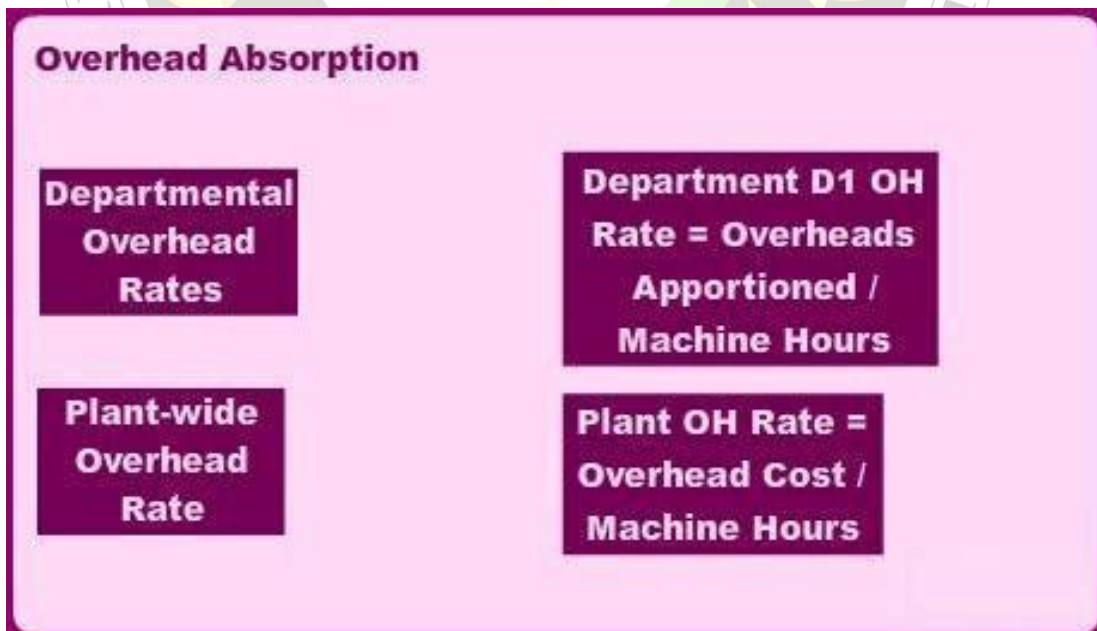 Overhead Absorption
Departmental
Overhead
Rates
Department D1 OH
Rate = Overheads
Apportioned /
Machine Hours
Plant-wide
Overhead
Rate
Plant OH Rate =
Overhead Cost /
Machine Hours